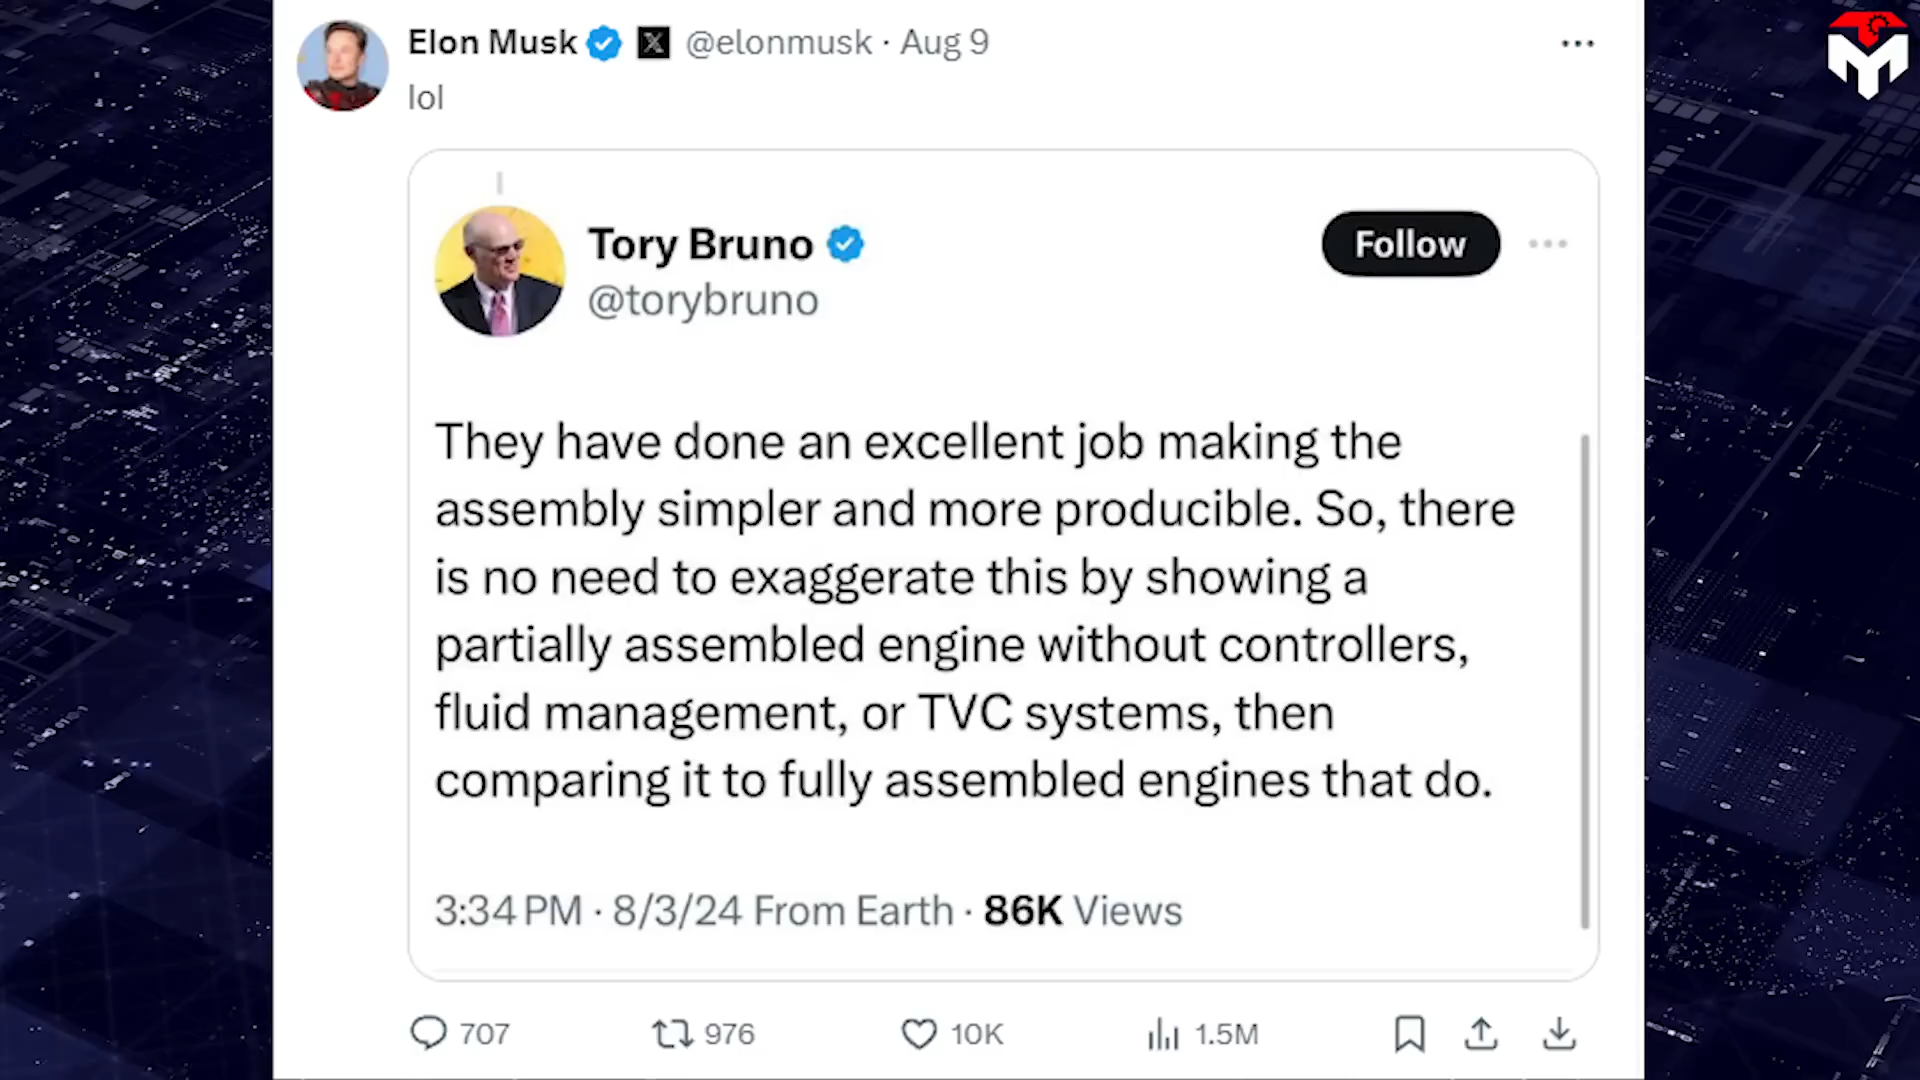 Elon Musk @elonmusk · Aug 9
lol
Tory Bruno
Follow
@torybruno
They have done an excellent job making the
assembly simpler and more producible. So, there
is no need to exaggerate this by showing a
partially assembled engine without controllers,
fluid management, or TVC systems, then
comparing it to fully assembled engines that do.
3:34 PM · 8/3/24 From Earth · 86K Views
707 976 10K 1.5M